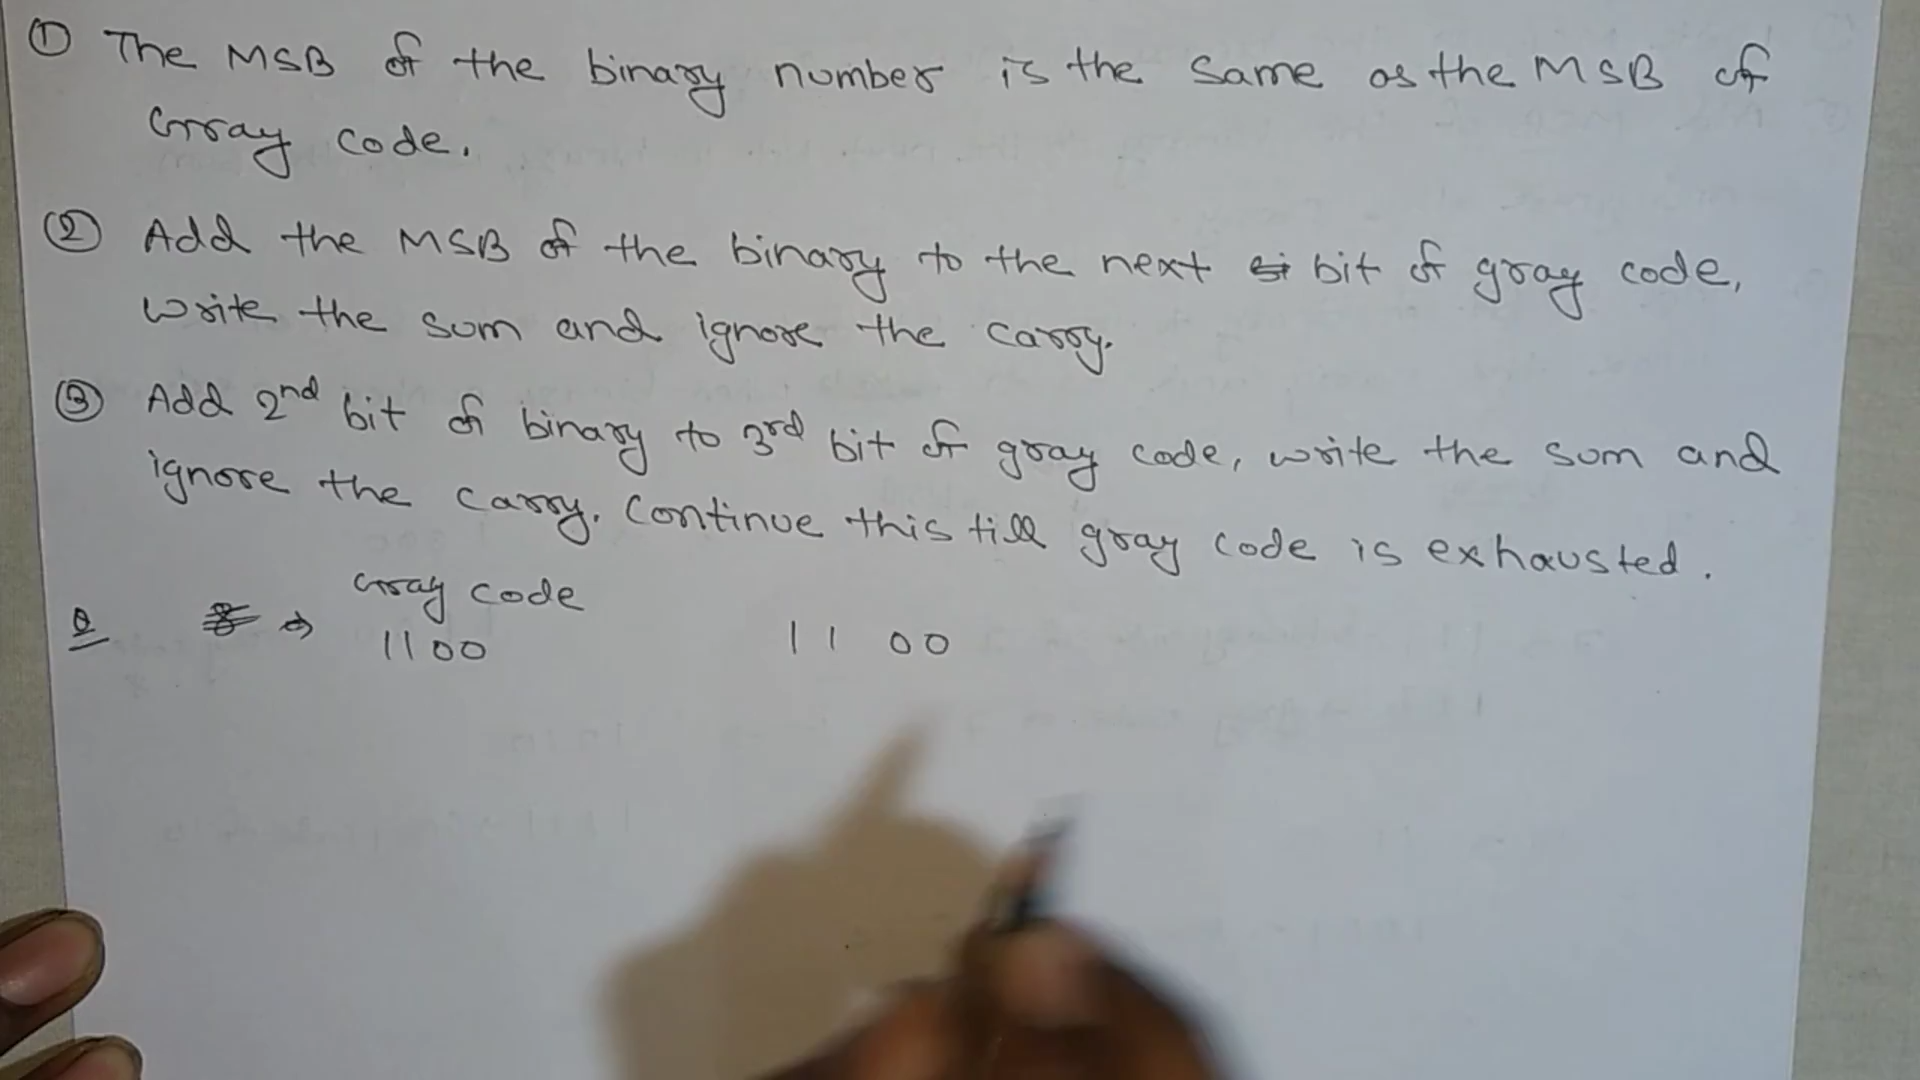 ① The MSB of the binary number is the same as the MSB of
Gray code.
② Add the MSB of the binary to the next bit of gray code,
write the sum and ignore the carry.
③ Add 2nd bit of binary to 3rd bit of gray code, write the sum and
ignore the carry. Continue this till gray code is exhausted.
Gray code
Q ⇒ 1100 11 00